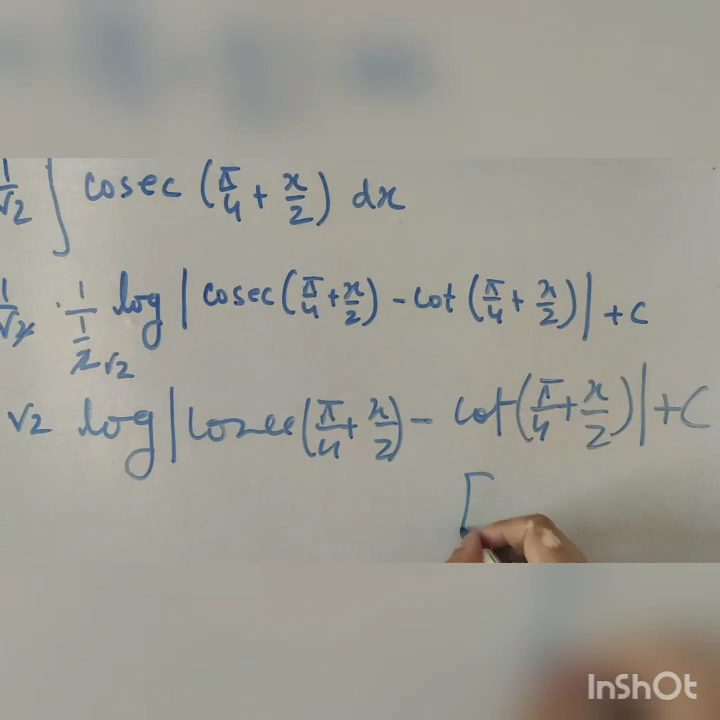 1/√2 ∫ cosec (π/4 + x/2) dx
1/√2 · 1/(1/2) log |cosec(π/4 + x/2) - cot (π/4 + x/2)| + c
√2
√2 log |cosec(π/4 + x/2) - cot(π/4 + x/2)| + C
[
InShOt